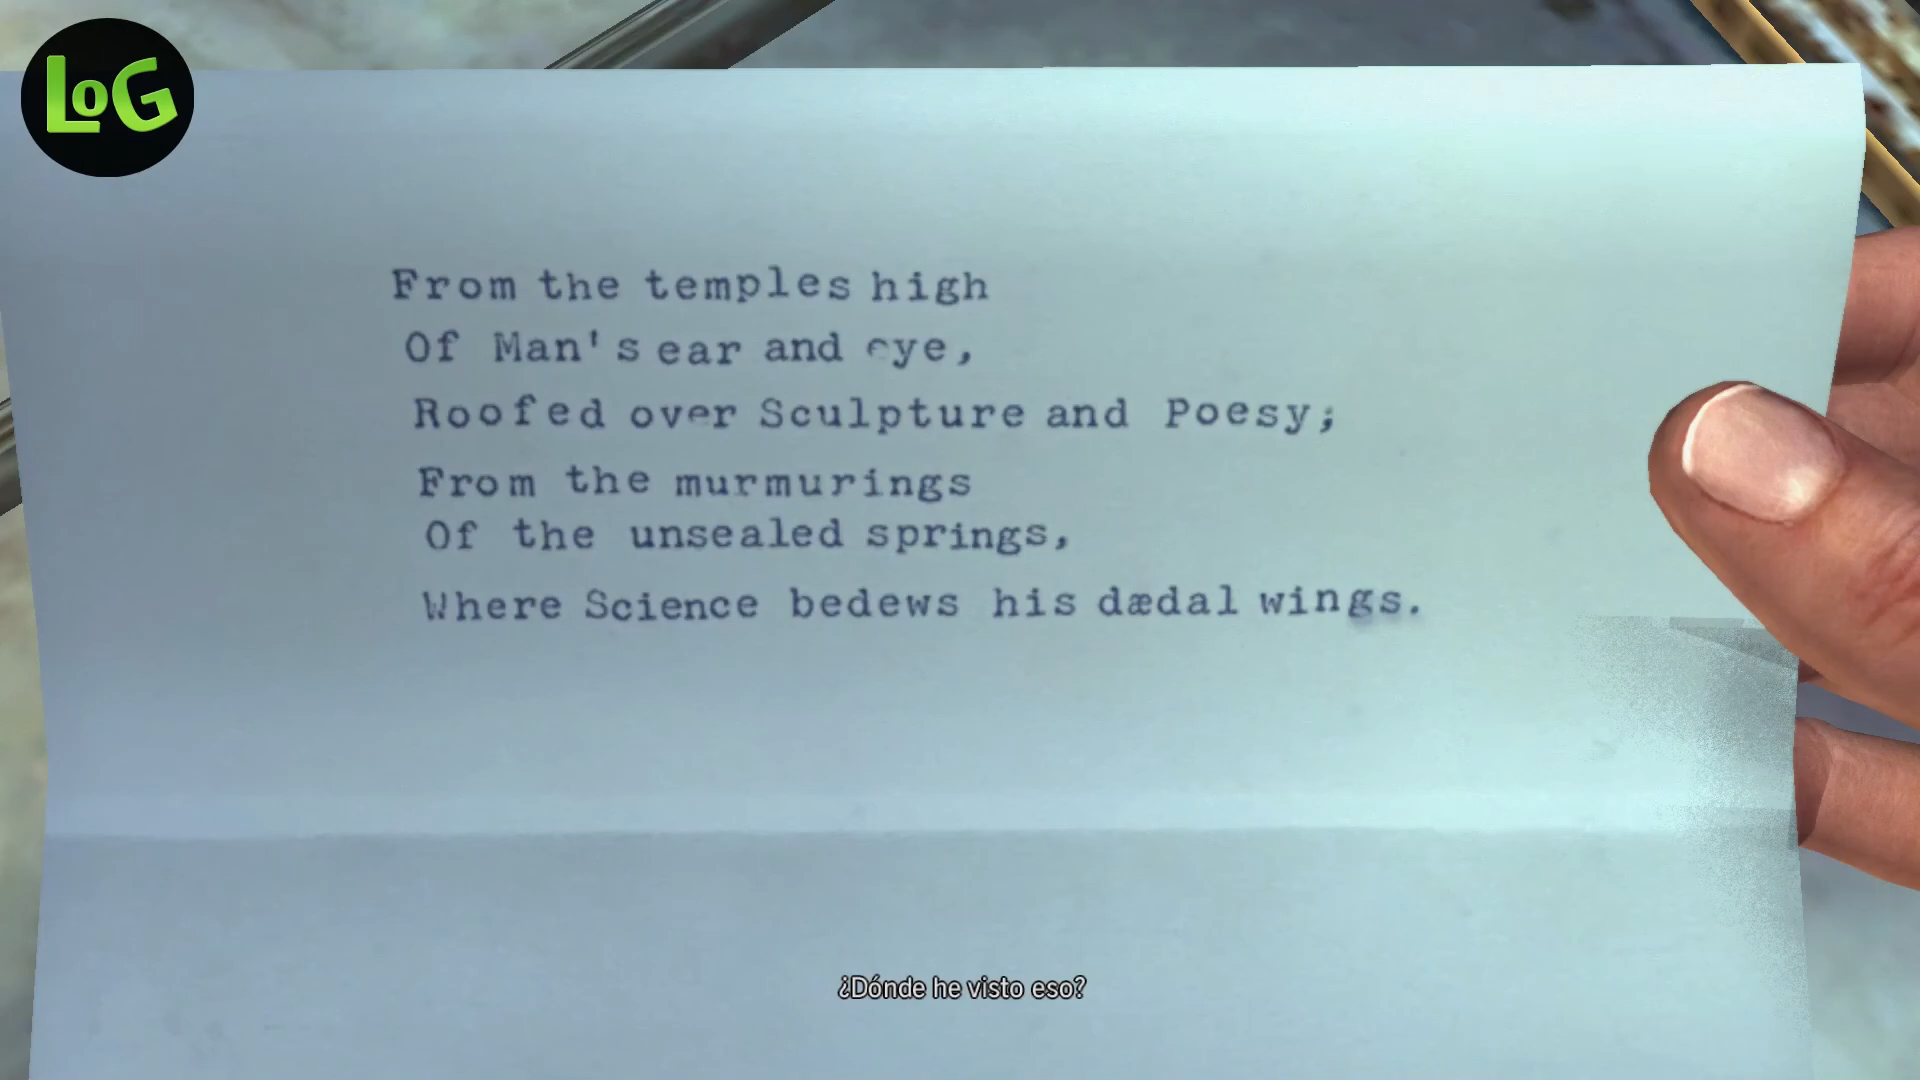 LoG
From the temples high
Of Man's ear and eye,
Roofed over Sculpture and Poesy;
From the murmurings
Of the unsealed springs,
Where Science bedews his dædal wings.
¿Dónde he visto eso?